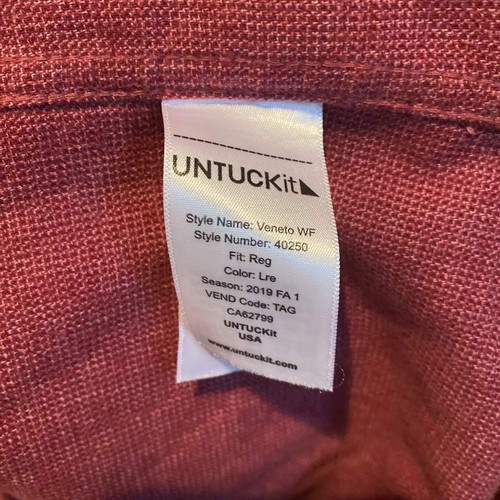 UNTUCKit
Style Name: Veneto WF
Style Number: 40250
Fit: Reg
Color: Lre
Season: 2019 FA 1
VEND Code: TAG
CA62799
UNTUCKit
USA
www.untuckit.com